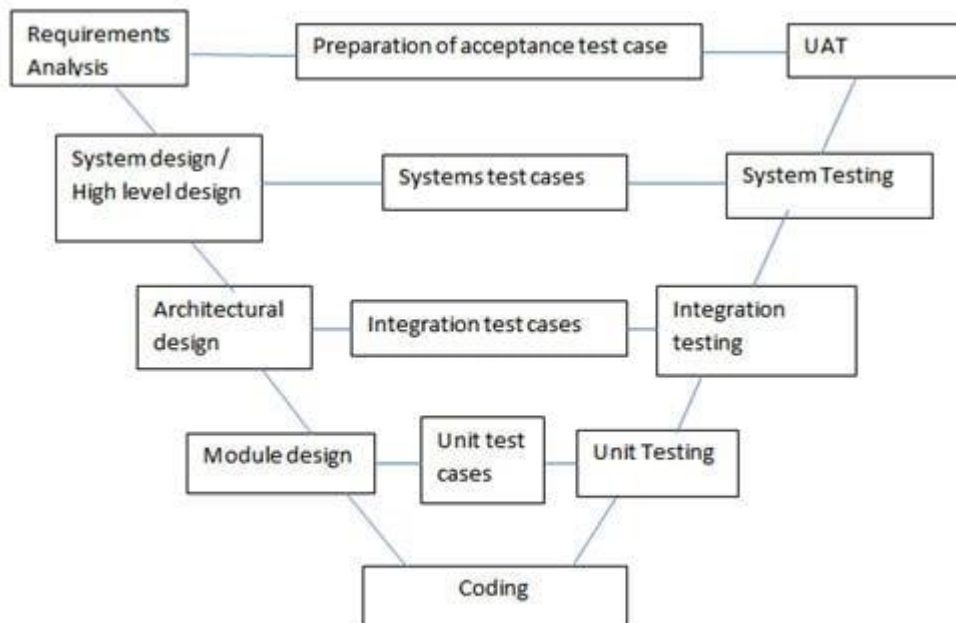 Requirements
Analysis
Preparation of acceptance test case
UAT
System design /
High level design
Systems test cases
System Testing
Architectural
design
Integration test cases
Integration
testing
Module design
Unit test
cases
Unit Testing
Coding